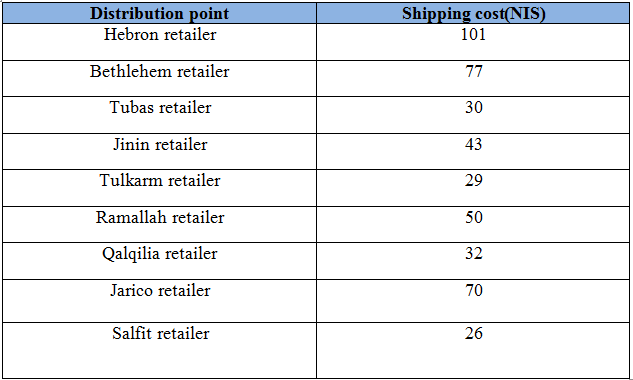 Distribution point Shipping cost(NIS)
Hebron retailer 101
Bethlehem retailer 77
Tubas retailer 30
Jinin retailer 43
Tulkarm retailer 29
Ramallah retailer 50
Qalqilia retailer 32
Jarico retailer 70
Salfit retailer 26